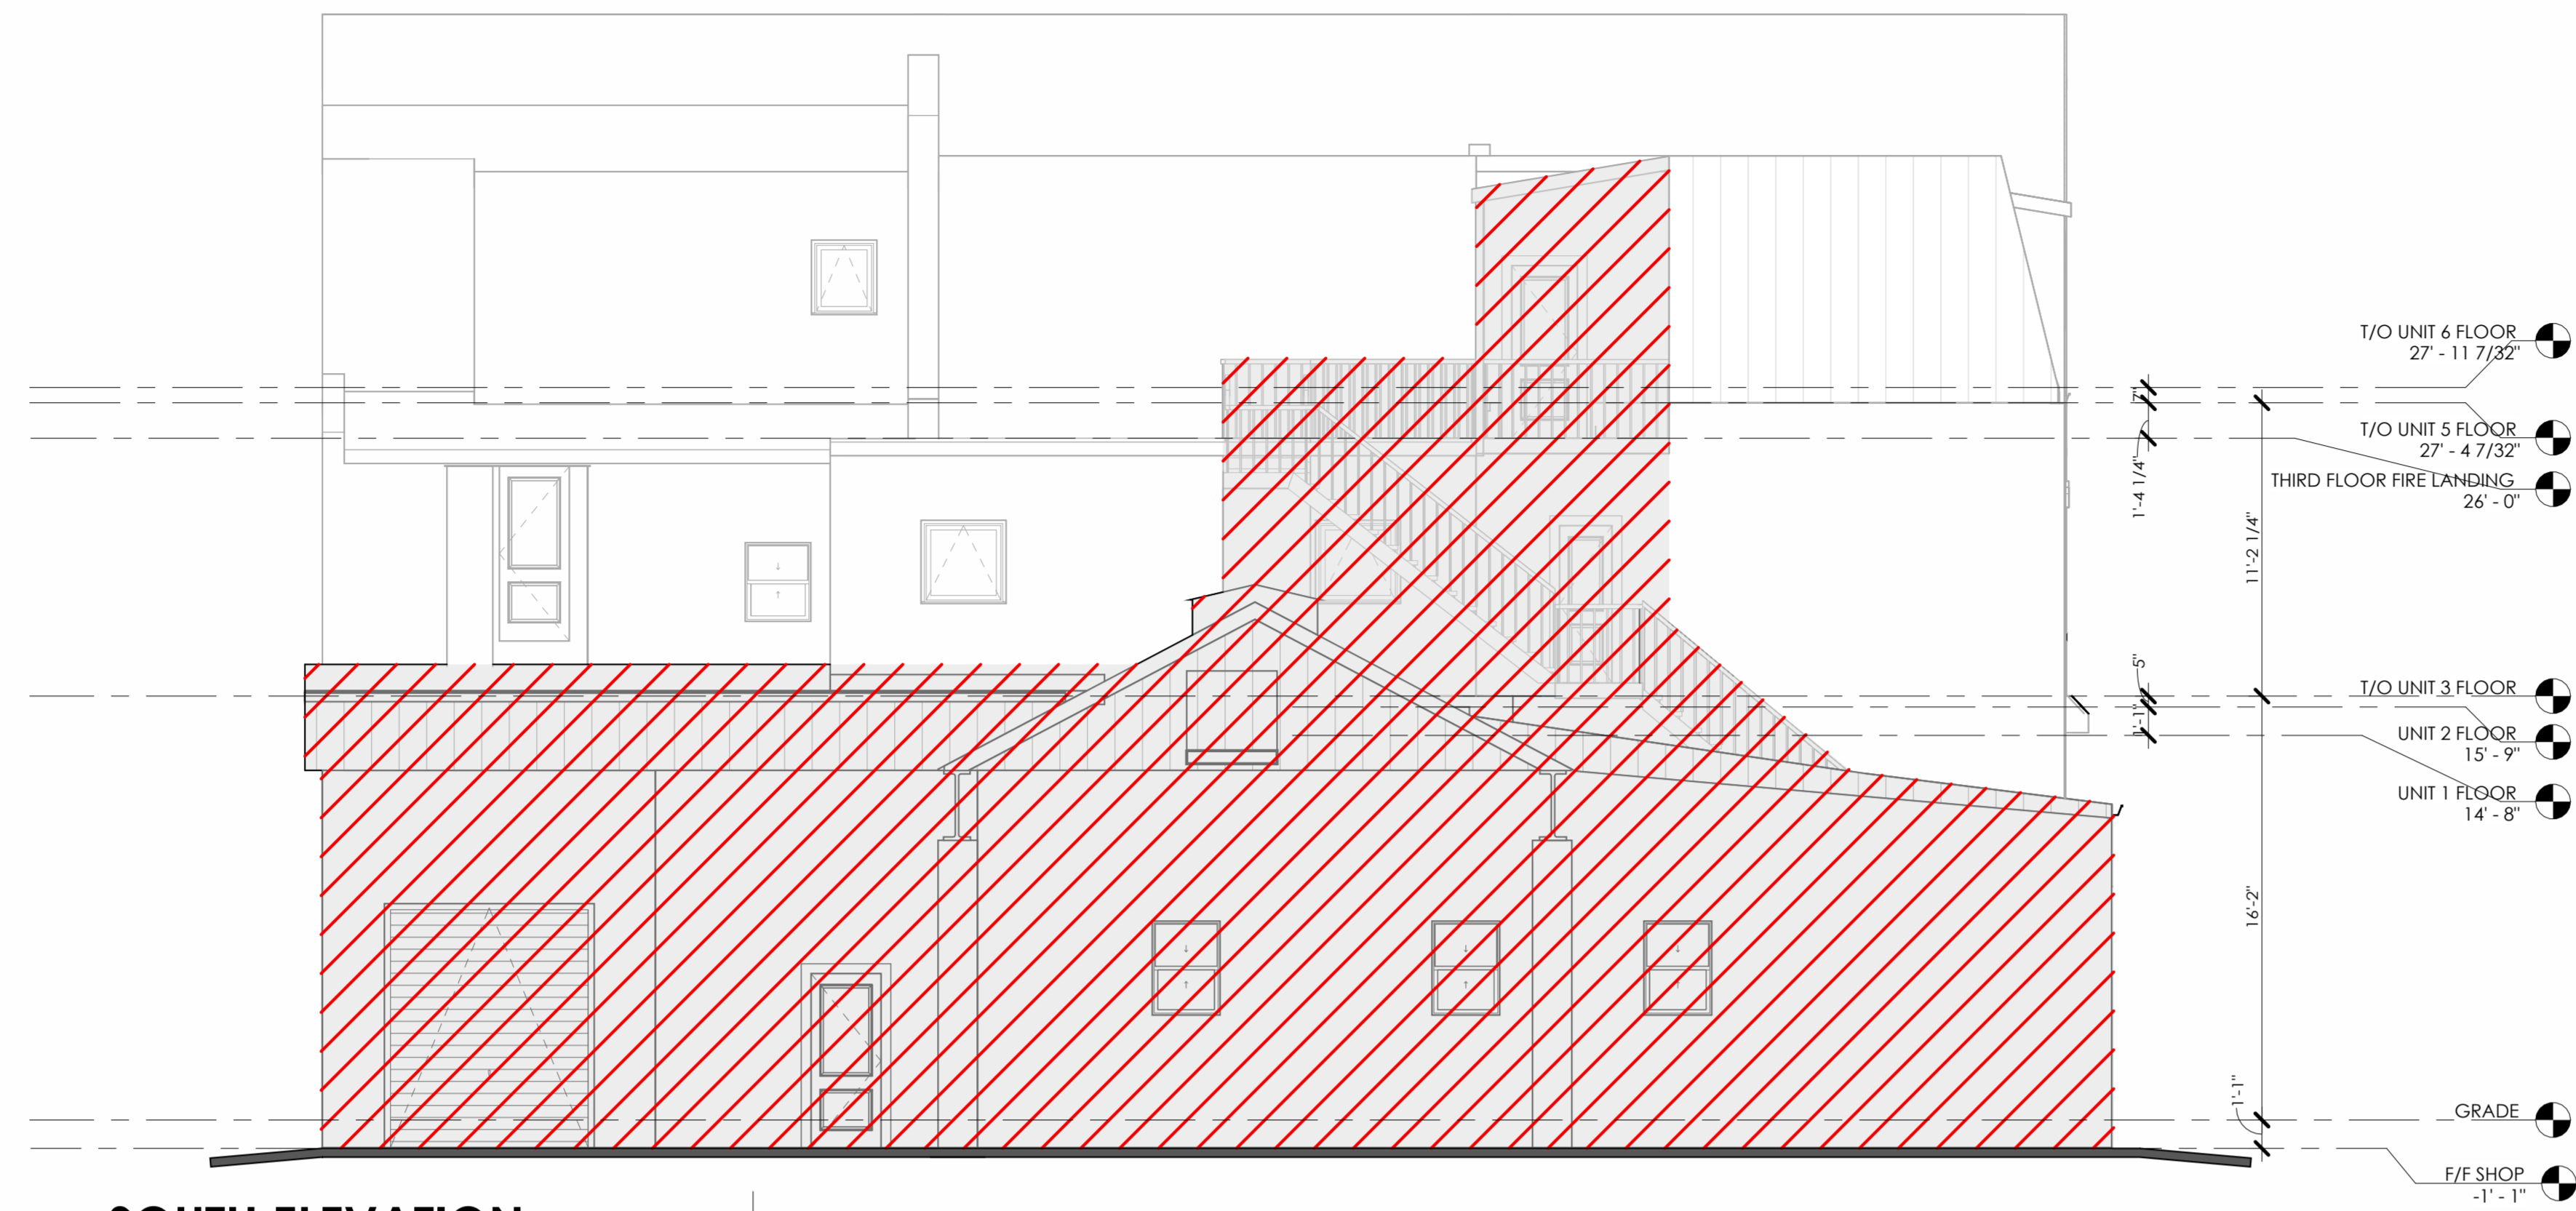 T/O UNIT 6 FLOOR
27' - 11 7/32"
T/O UNIT 5 FLOOR
27' - 4 7/32"
THIRD FLOOR FIRE LANDING
26' - 0"
T/O UNIT 3 FLOOR
UNIT 2 FLOOR
15' - 9"
UNIT 1 FLOOR
14' - 8"
GRADE
F/F SHOP
-1' - 1"
7"
1'-4 1/4"
11'-2 1/4"
5"
1'-1"
16'-2"
1'-1"
SOUTH ELEVATION